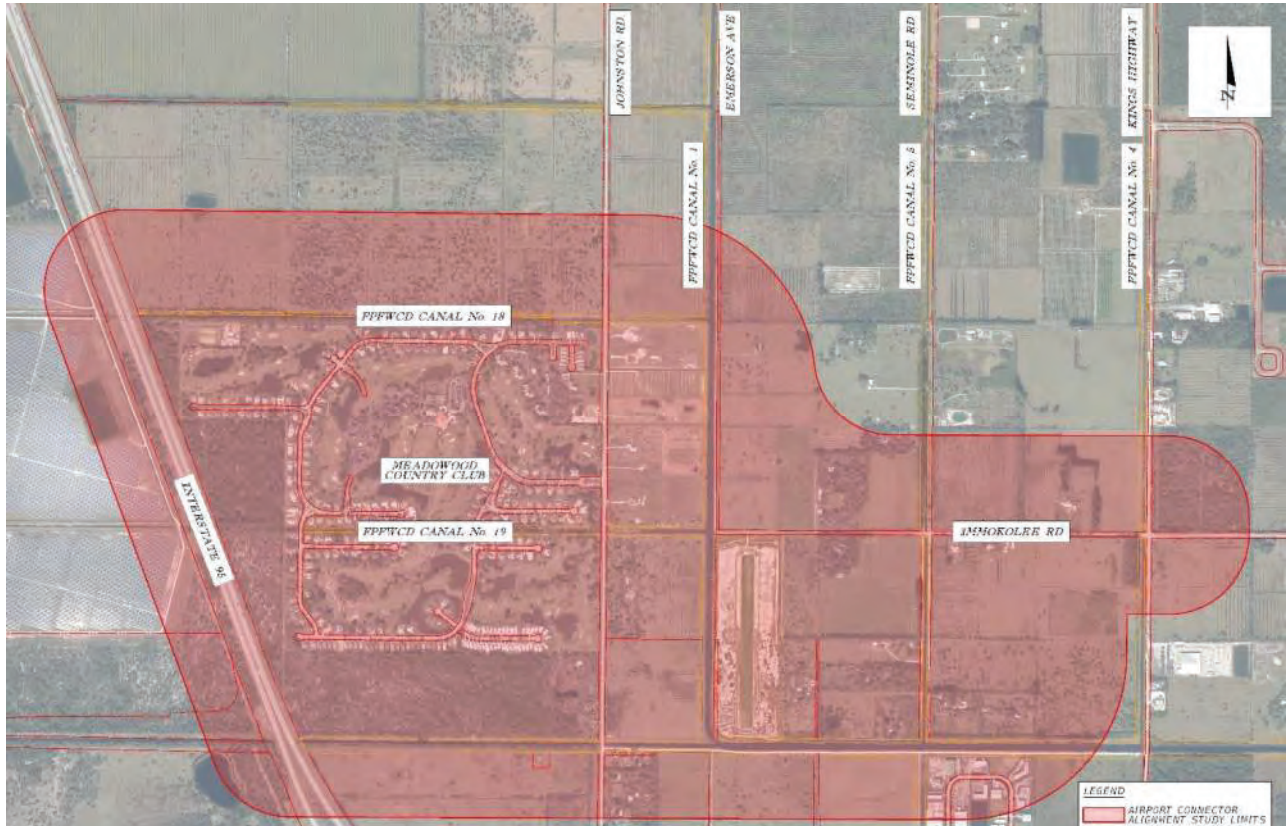 JOHNSTON RD.
EMERSON AVE
SEMINOLE RD
KINGS HIGHWAY
N
FPFWCD CANAL No. 1
FPFWCD CANAL No. 5
FPFWCD CANAL No. 4
FPFWCD CANAL No. 18
MEADOWOOD
COUNTRY CLUB
FPFWCD CANAL No. 19
IMMOKOLEE RD
INTERSTATE 95
LEGEND
AIRPORT CONNECTOR
ALIGNMENT STUDY LIMITS